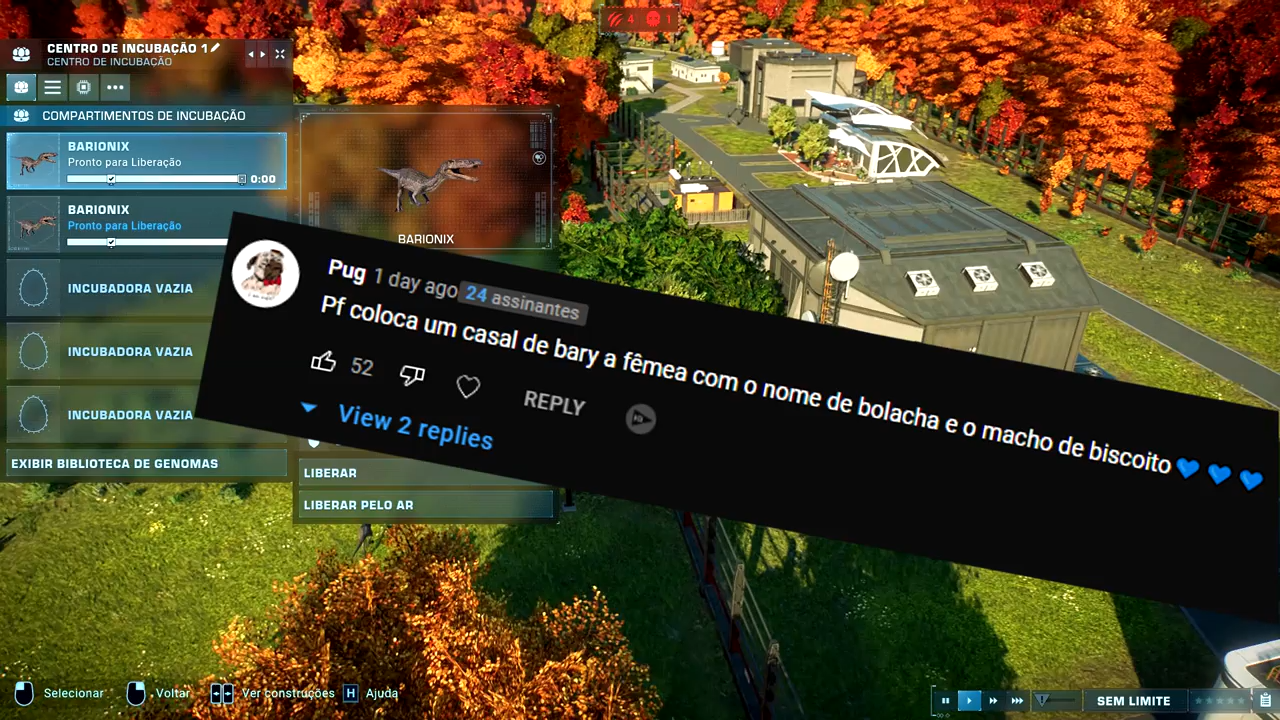 4 1
CENTRO DE INCUBAÇÃO 1
CENTRO DE INCUBAÇÃO
COMPARTIMENTOS DE INCUBAÇÃO
BARIONIX
Pronto para Liberação
0:00
BARIONIX
Pronto para Liberação
INCUBADORA VAZIA
INCUBADORA VAZIA
INCUBADORA VAZIA
EXIBIR BIBLIOTECA DE GENOMAS
BARIONIX
LIBERAR
LIBERAR PELO AR
Pug 1 day ago 24 assinantes
Pf coloca um casal de bary a fêmea com o nome de bolacha e o macho de biscoito 💙 💙 💙
52 REPLY
View 2 replies
Selecionar Voltar Ver construções H Ajuda
SEM LIMITE